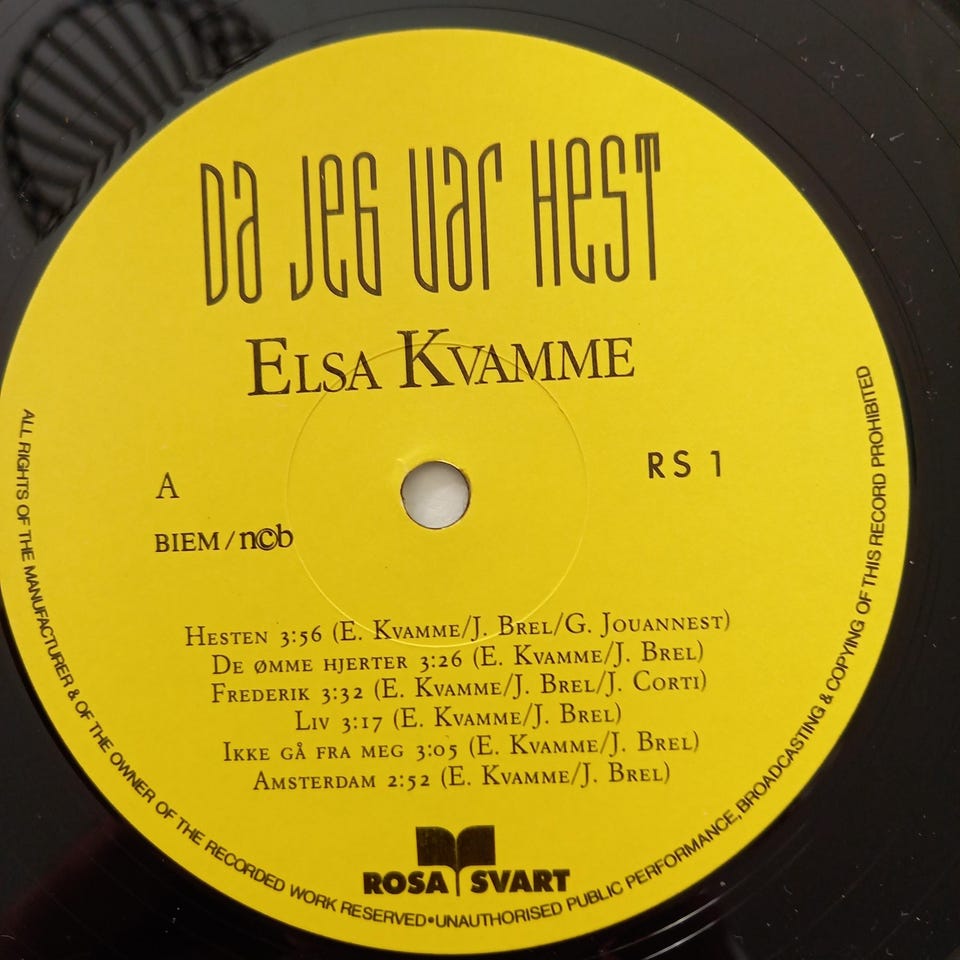 Da Jeg Var Hest
Elsa Kvamme
A
RS 1
BIEM/ncb
Hesten 3:56 (E. Kvamme/J. Brel/G. Jouannest)
De ømme hjerter 3:26 (E. Kvamme/J. Brel)
Frederik 3:32 (E. Kvamme/J. Brel/J. Corti)
Liv 3:17 (E. Kvamme/J. Brel)
Ikke gå fra meg 3:05 (E. Kvamme/J. Brel)
Amsterdam 2:52 (E. Kvamme/J. Brel)
ROSA SVART
ALL RIGHTS OF THE MANUFACTURER & OF THE OWNER OF THE RECORDED WORK RESERVED•UNAUTHORISED PUBLIC PERFORMANCE, BROADCASTING & COPYING OF THIS RECORD PROHIBITED